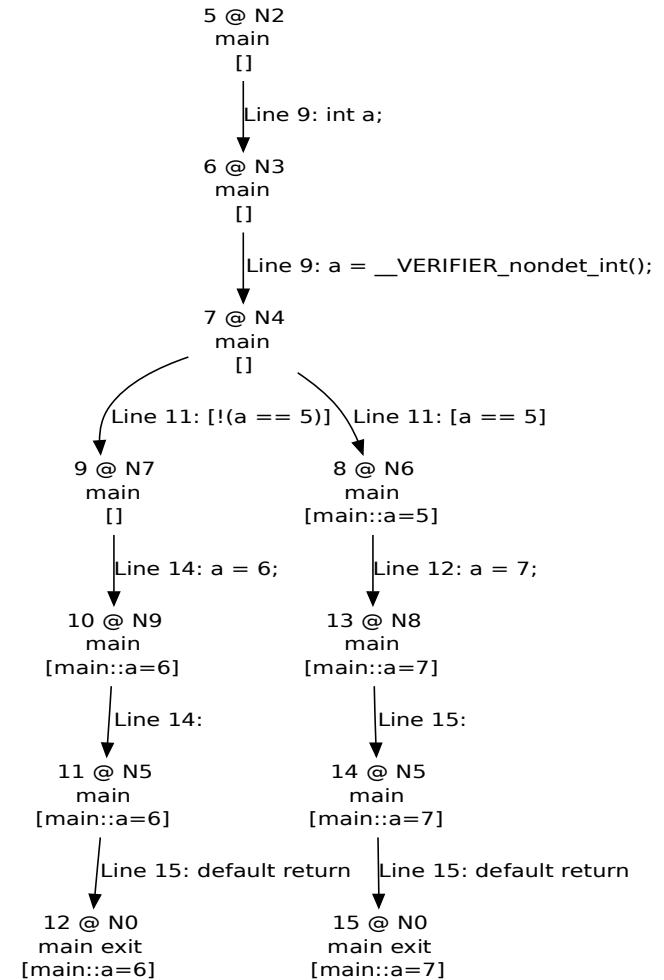 5 @ N2
main
[]
Line 9: int a;
6 @ N3
main
[]
Line 9: a = __VERIFIER_nondet_int();
7 @ N4
main
[]
Line 11: [!(a == 5)]
Line 11: [a == 5]
9 @ N7
main
[]
8 @ N6
main
[main::a=5]
Line 14: a = 6;
Line 12: a = 7;
10 @ N9
main
[main::a=6]
13 @ N8
main
[main::a=7]
Line 14:
Line 15:
11 @ N5
main
[main::a=6]
14 @ N5
main
[main::a=7]
Line 15: default return
Line 15: default return
12 @ N0
main exit
[main::a=6]
15 @ N0
main exit
[main::a=7]